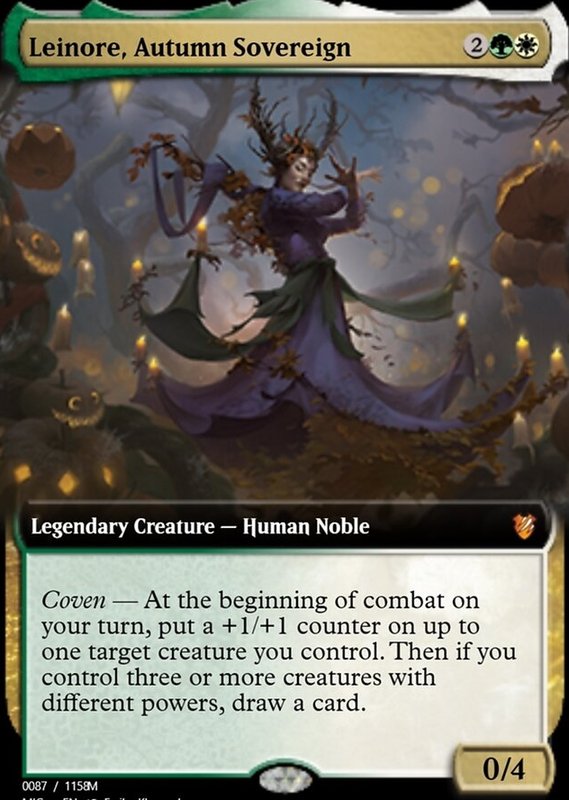 Leinore, Autumn Sovereign 2
Legendary Creature — Human Noble
Coven — At the beginning of combat on
your turn, put a +1/+1 counter on up to
one target creature you control. Then if you
control three or more creatures with
different powers, draw a card.
0/4
0087 / 1158M